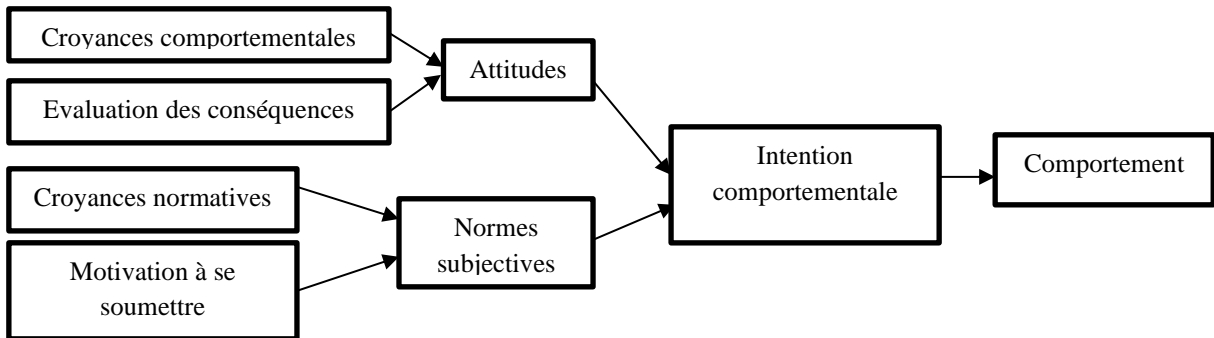 Croyances comportementales
Evaluation des conséquences
Attitudes
Croyances normatives
Motivation à se
soumettre
Normes
subjectives
Intention
comportementale
Comportement